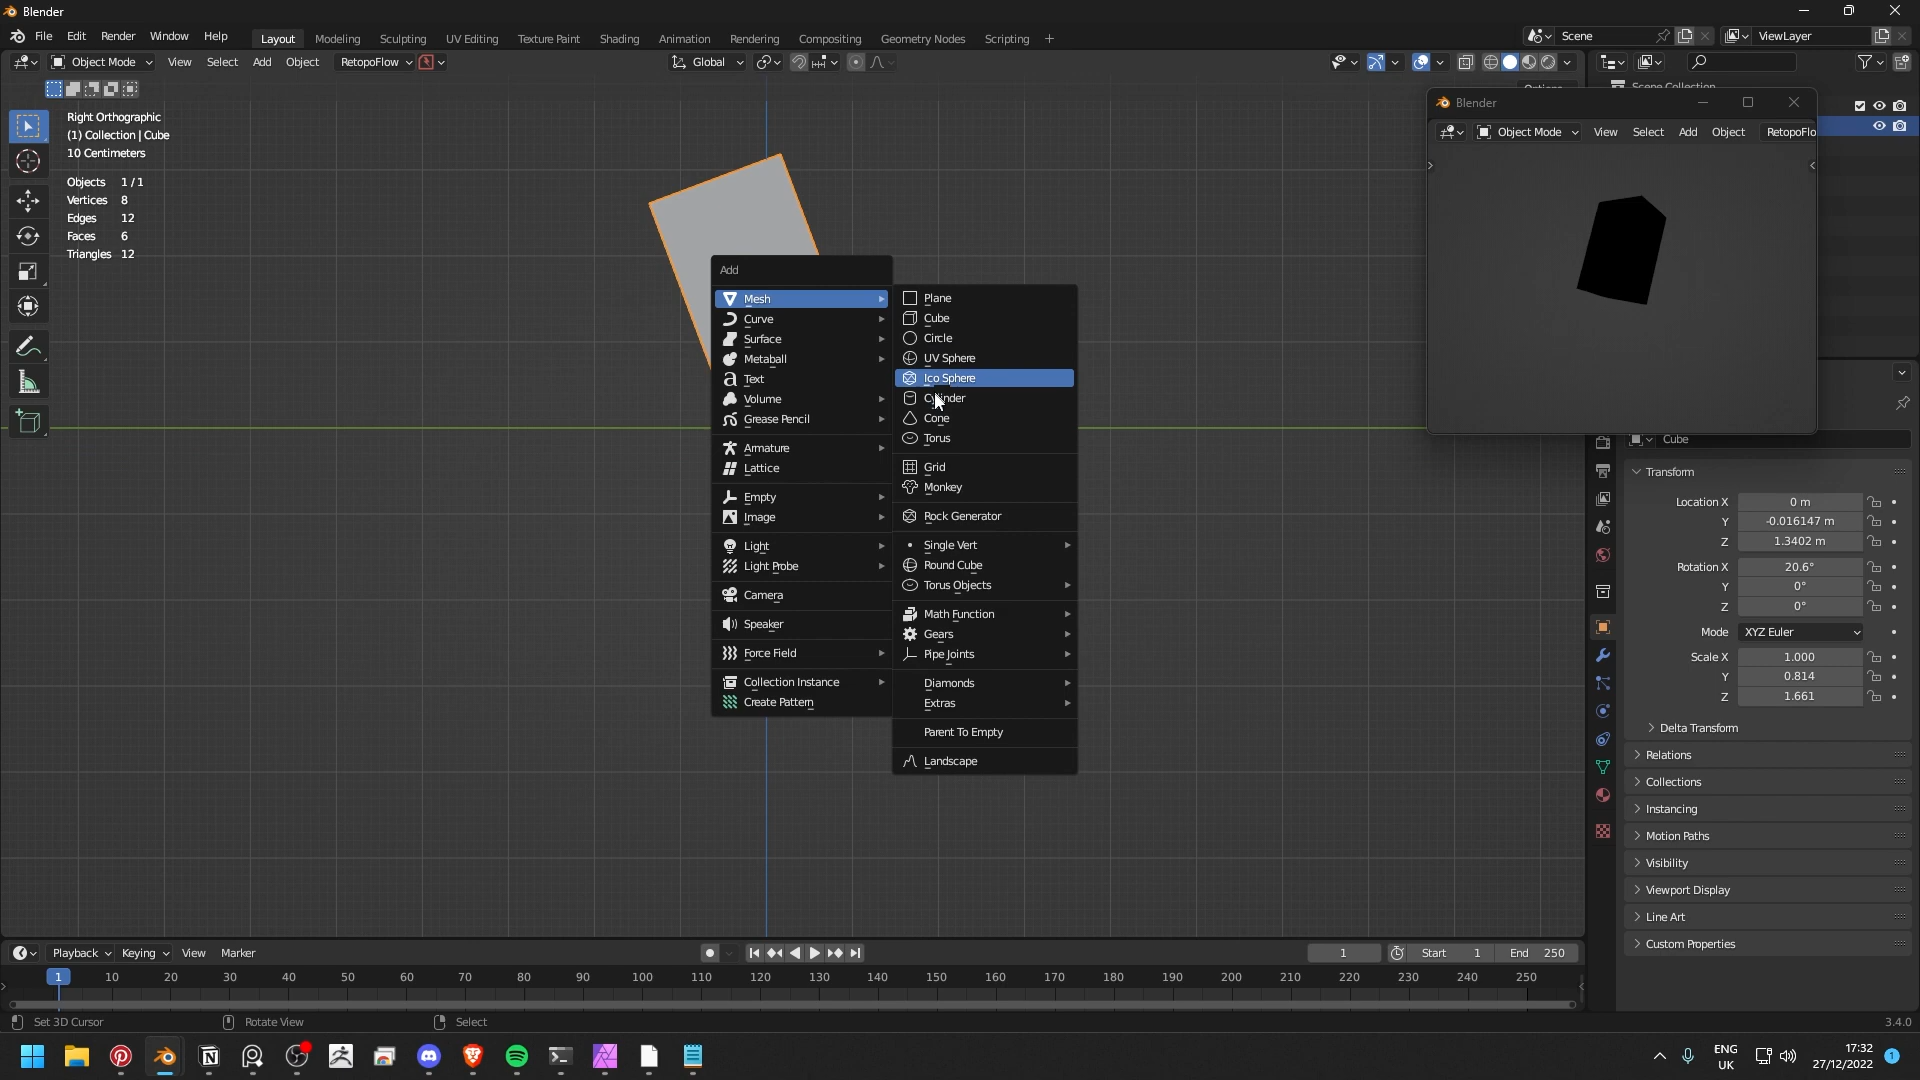 Blender
File Edit Render Window Help Layout Modeling Sculpting UV Editing Texture Paint Shading Animation Rendering Compositing Geometry Nodes Scripting + Scene ViewLayer
Object Mode View Select Add Object RetopoFlow Global
Right Orthographic
(1) Collection | Cube
10 Centimeters
Objects 1/1
Vertices 8
Edges 12
Faces 6
Triangles 12
Blender
Object Mode View Select Add Object RetopoFlo
Add
Mesh
Curve
Surface
Metaball
Text
Volume
Grease Pencil
Armature
Lattice
Empty
Image
Light
Light Probe
Camera
Speaker
Force Field
Collection Instance
Create Pattern
Plane
Cube
Circle
UV Sphere
Ico Sphere
Cylinder
Cone
Torus
Grid
Monkey
Rock Generator
Single Vert
Round Cube
Torus Objects
Math Function
Gears
Pipe Joints
Diamonds
Extras
Parent To Empty
Landscape
Cube
Transform
Location X 0 m
Y -0.016147 m
Z 1.3402 m
Rotation X 20.6°
Y 0°
Z 0°
Mode XYZ Euler
Scale X 1.000
Y 0.814
Z 1.661
Delta Transform
Relations
Collections
Instancing
Motion Paths
Visibility
Viewport Display
Line Art
Custom Properties
Playback Keying View Marker 1 Start 1 End 250
1 10 20 30 40 50 60 70 80 90 100 110 120 130 140 150 160 170 180 190 200 210 220 230 240 250
Set 3D Cursor Rotate View Select 3.4.0
ENG
UK
17:32
27/12/2022
1